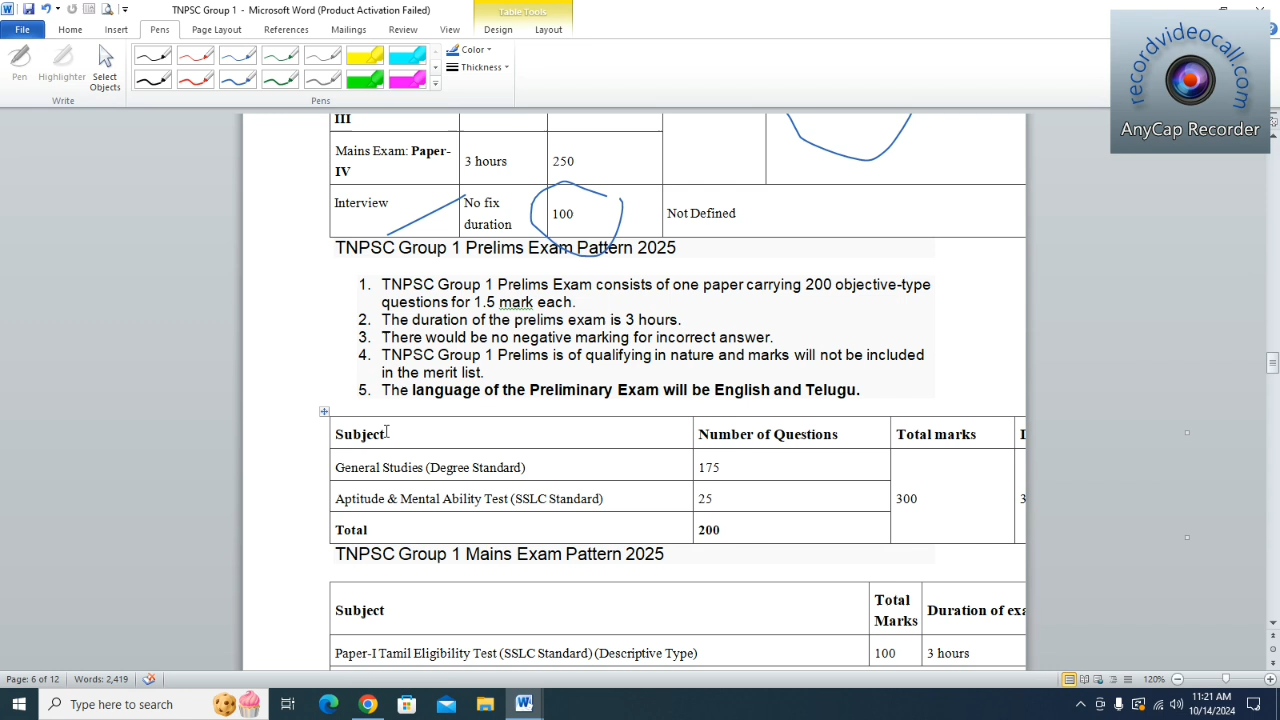 TNPSC Group 1 - Microsoft Word (Product Activation Failed)
Table Tools
File Home Insert Pens Page Layout References Mailings Review View Design Layout
Pen Highlighter Select Objects
Color
Thickness
Write Pens
recordvideocall.com
AnyCap Recorder
III
Mains Exam: Paper-IV 3 hours 250
Interview No fix duration 100 Not Defined
TNPSC Group 1 Prelims Exam Pattern 2025
1. TNPSC Group 1 Prelims Exam consists of one paper carrying 200 objective-type
questions for 1.5 mark each.
2. The duration of the prelims exam is 3 hours.
3. There would be no negative marking for incorrect answer.
4. TNPSC Group 1 Prelims is of qualifying in nature and marks will not be included
in the merit list.
5. The language of the Preliminary Exam will be English and Telugu.
Subject Number of Questions Total marks
General Studies (Degree Standard) 175
Aptitude & Mental Ability Test (SSLC Standard) 25 300 3
Total 200
TNPSC Group 1 Mains Exam Pattern 2025
Subject Total Marks Duration of exa
Paper-I Tamil Eligibility Test (SSLC Standard) (Descriptive Type) 100 3 hours
Page: 6 of 12 Words: 2,419 120%
Type here to search
11:21 AM
10/14/2024